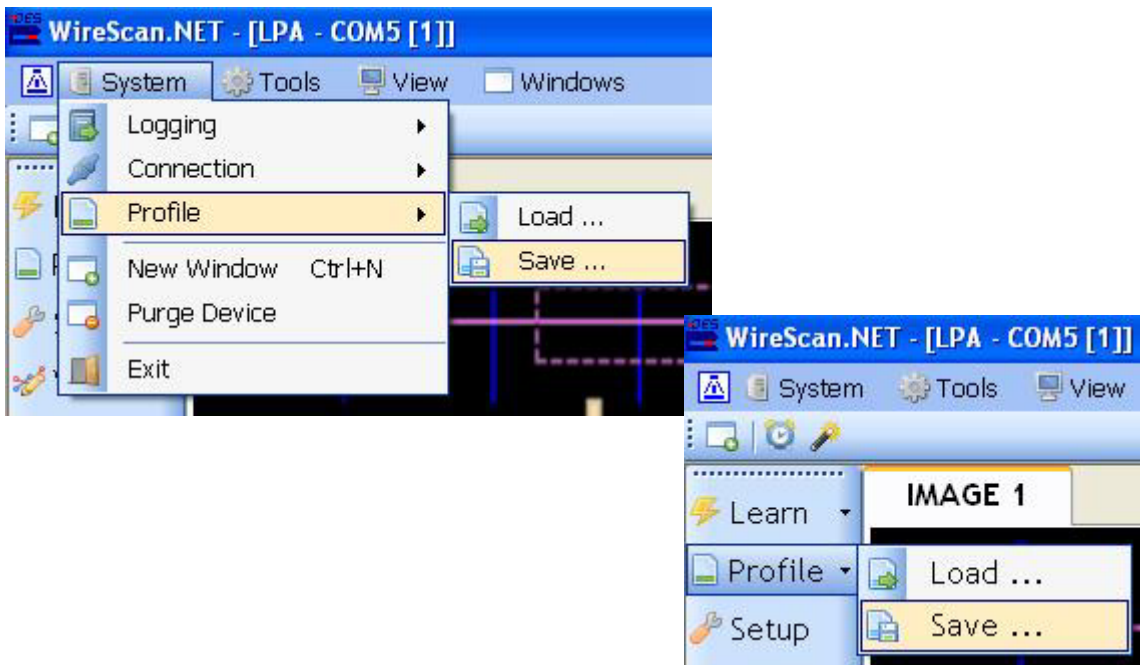 WireScan.NET - [LPA - COM5 [1]]
System Tools View Windows
Logging
Connection
Profile
Load ...
Save ...
New Window Ctrl+N
Purge Device
Exit
WireScan.NET - [LPA - COM5 [1]]
System Tools View
IMAGE 1
Learn
Profile
Load ...
Save ...
Setup